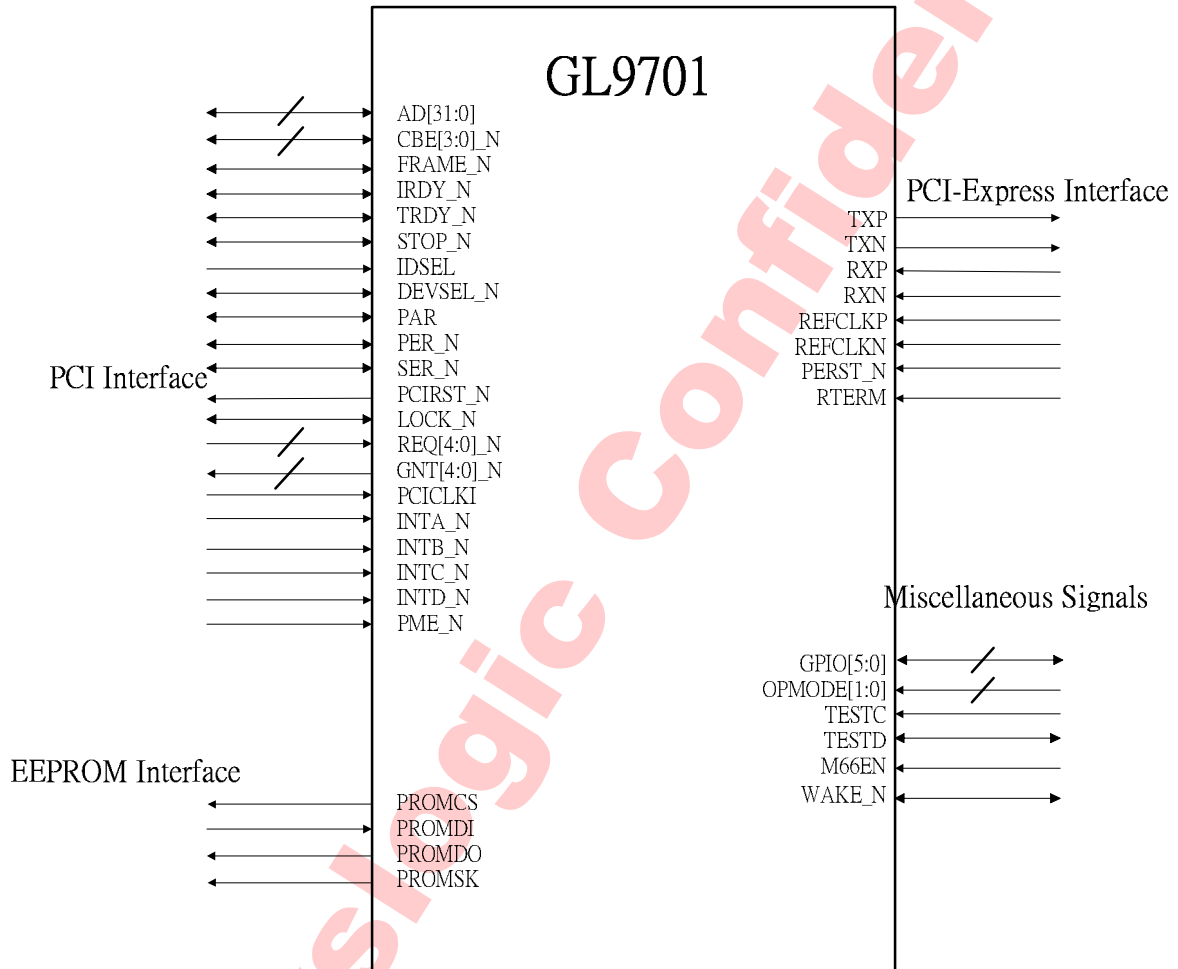 GL9701
AD[31:0]
CBE[3:0]_N
FRAME_N
IRDY_N
TRDY_N
STOP_N
IDSEL
DEVSEL_N
PAR
PER_N
SER_N
PCI Interface
PCIRST_N
LOCK_N
REQ[4:0]_N
GNT[4:0]_N
PCICLKI
INTA_N
INTB_N
INTC_N
INTD_N
PME_N
EEPROM Interface
PROMCS
PROMDI
PROMDO
PROMSK
PCI-Express Interface
TXP
TXN
RXP
RXN
REFCLKP
REFCLKN
PERST_N
RTERM
Miscellaneous Signals
GPIO[5:0]
OPMODE[1:0]
TESTC
TESTD
M66EN
WAKE_N